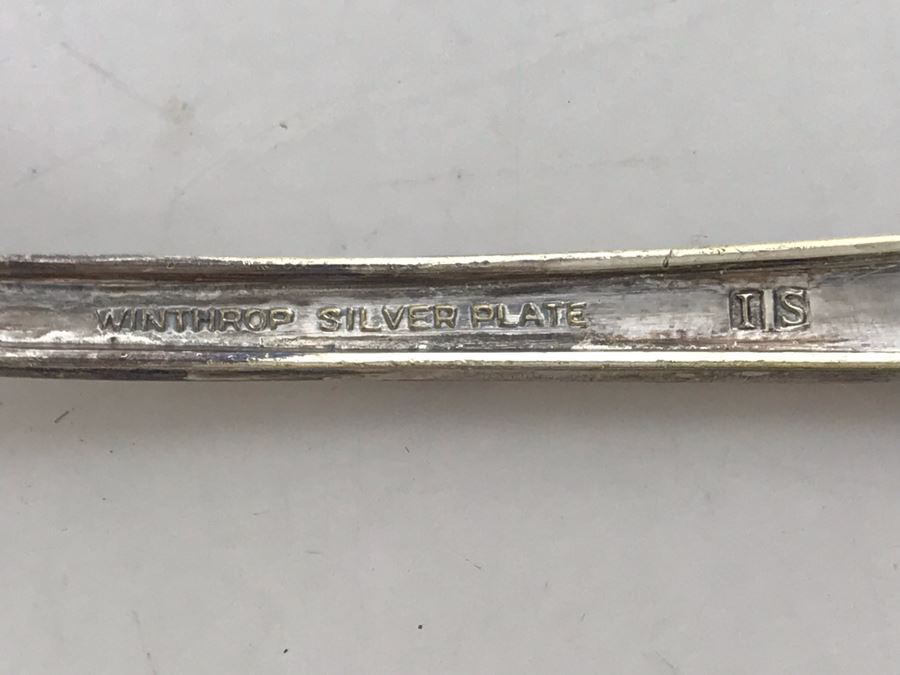 WINTHROP SILVER PLATE IS